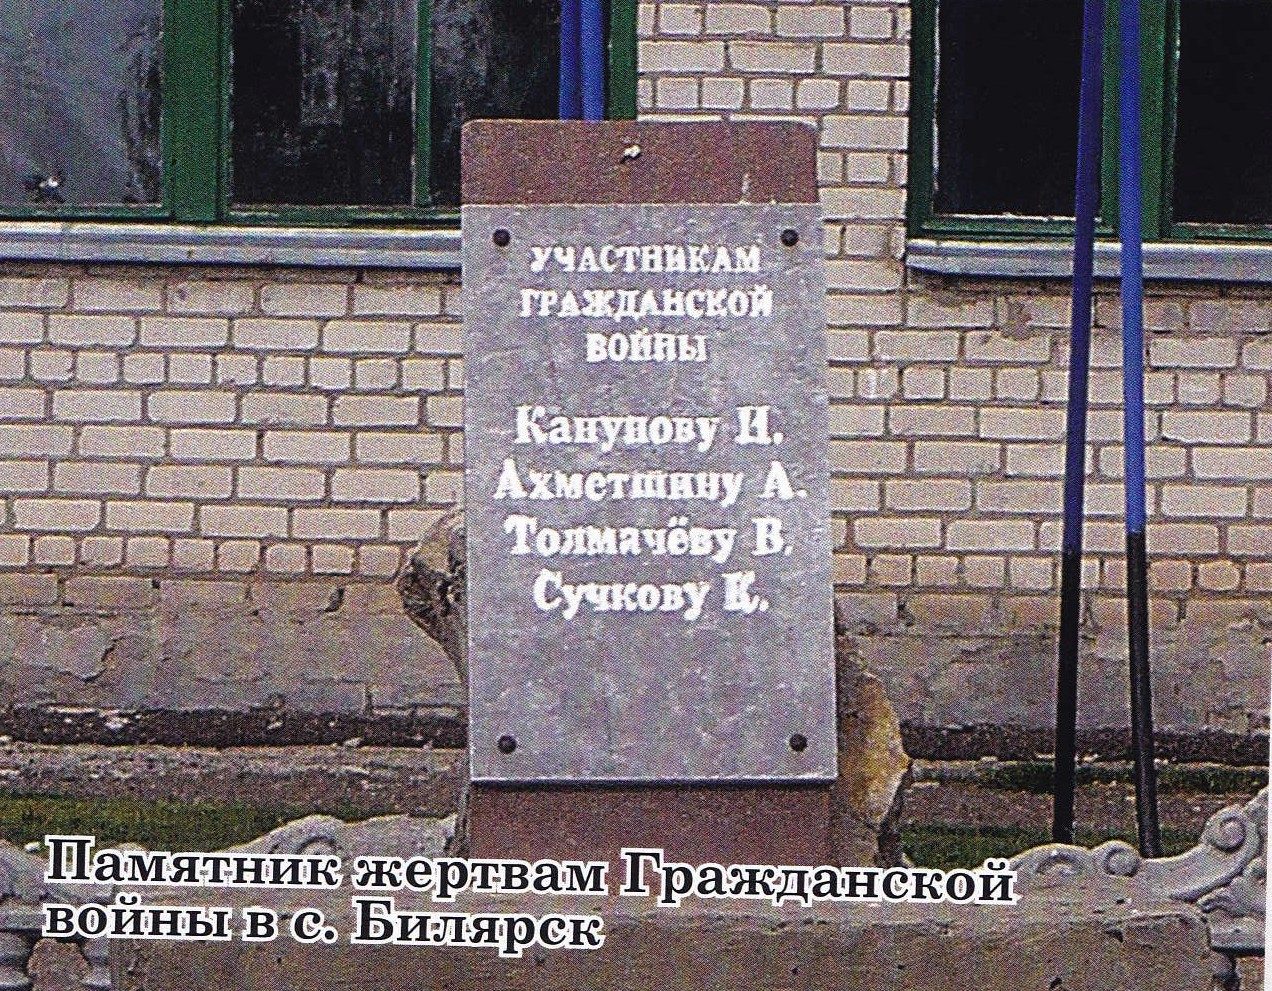 УЧАСТНИКАМ
ГРАЖДАНСКОЙ
ВОЙНЫ
Канунову И.
Ахметшину А.
Толмачёву В.
Сучкову К.
Памятник жертвам Гражданской
войны в с. Билярск